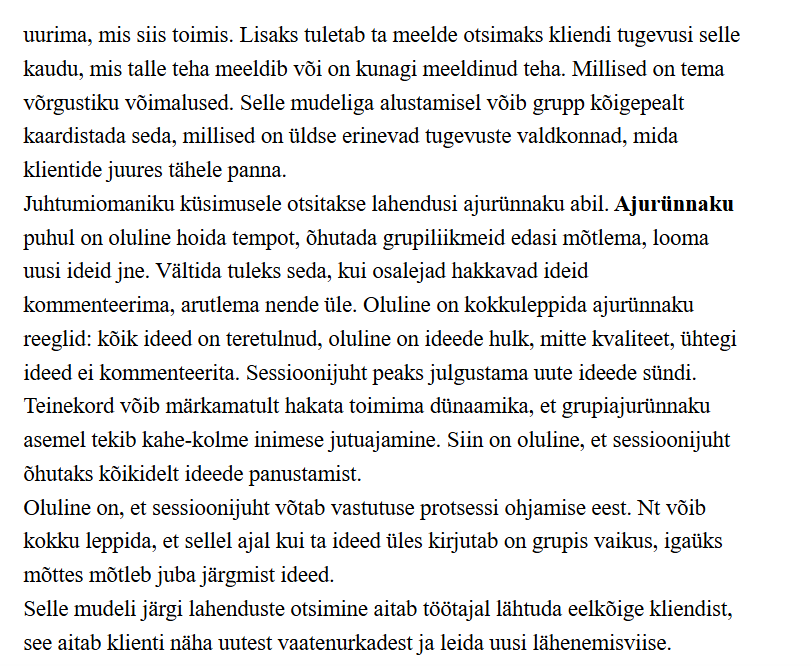 uurima, mis siis toimis. Lisaks tuletab ta meelde otsimaks kliendi tugevusi selle
kaudu, mis talle teha meeldib või on kunagi meeldinud teha. Millised on tema
võrgustiku võimalused. Selle mudeliga alustamisel võib grupp kõigepealt
kaardistada seda, millised on üldse erinevad tugevuste valdkonnad, mida
klientide juures tähele panna.
Juhtumiomaniku küsimusele otsitakse lahendusi ajurünnaku abil. Ajurünnaku
puhul on oluline hoida tempot, õhutada grupiliikmeid edasi mõtlema, looma
uusi ideid jne. Vältida tuleks seda, kui osalejad hakkavad ideid
kommenteerima, arutlema nende üle. Oluline on kokkuleppida ajurünnaku
reeglid: kõik ideed on teretulnud, oluline on ideede hulk, mitte kvaliteet, ühtegi
ideed ei kommenteerita. Sessioonijuht peaks julgustama uute ideede sündi.
Teinekord võib märkamatult hakata toimima dünaamika, et grupiajurünnaku
asemel tekib kahe-kolme inimese jutuajamine. Siin on oluline, et sessioonijuht
õhutaks kõikidelt ideede panustamist.
Oluline on, et sessioonijuht võtab vastutuse protsessi ohjamise eest. Nt võib
kokku leppida, et sellel ajal kui ta ideed üles kirjutab on grupis vaikus, igaüks
mõttes mõtleb juba järgmist ideed.
Selle mudeli järgi lahenduste otsimine aitab töötajal lähtuda eelkõige kliendist,
see aitab klienti näha uutest vaatenurkadest ja leida uusi lähenemisviise.